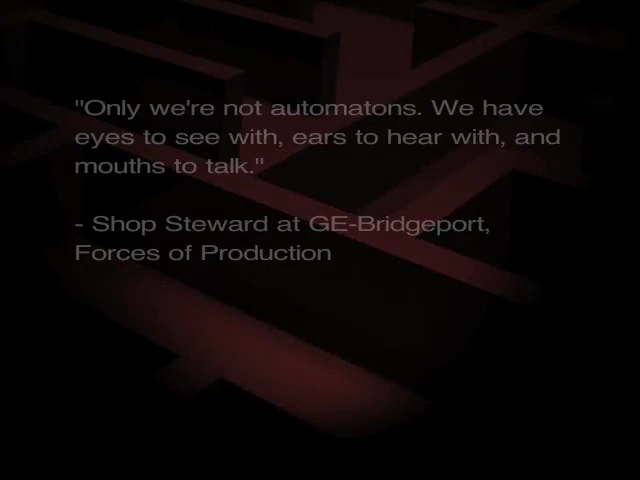 "Only we're not automatons. We have
eyes to see with, ears to hear with, and
mouths to talk."
- Shop Steward at GE-Bridgeport,
Forces of Production